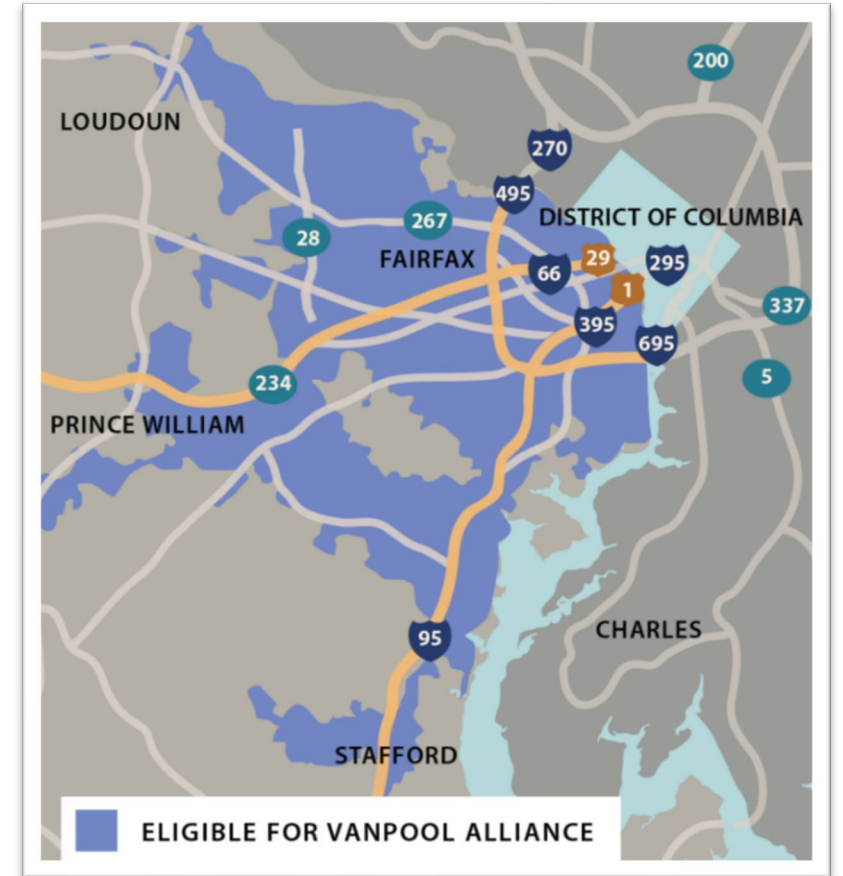 200
LOUDOUN
270
495
DISTRICT OF COLUMBIA
267
28
FAIRFAX
29
295
66
1
337
395
695
234
5
PRINCE WILLIAM
95
CHARLES
STAFFORD
ELIGIBLE FOR VANPOOL ALLIANCE